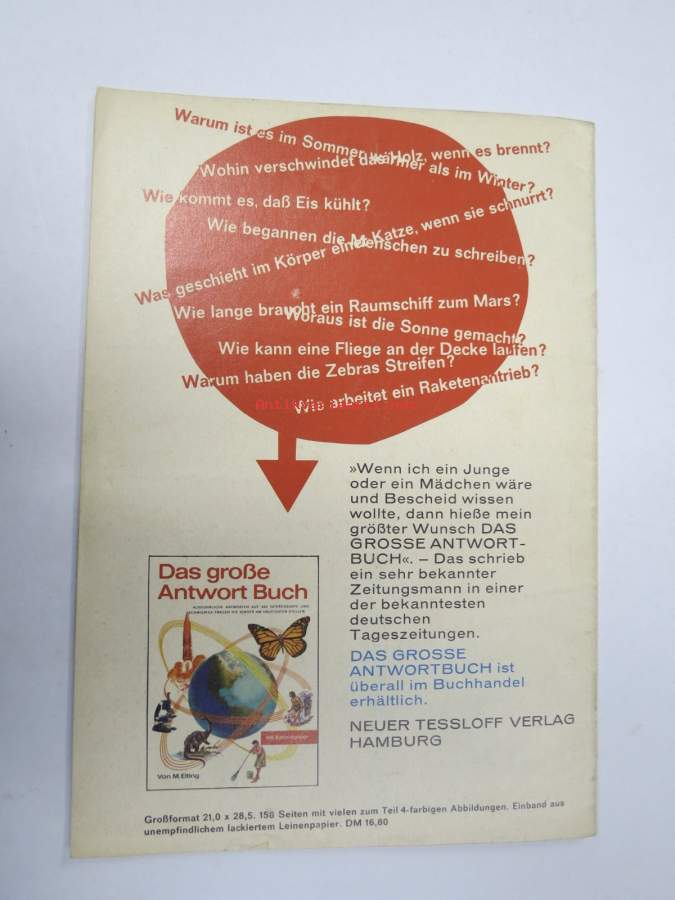 Warum ist es im Sommer wärmer als im Winter?
Wohin verschwindet das Holz, wenn es brennt?
Wie kommt es, daß Eis kühlt?
Wie begannen die Menschen zu schreiben?
Was geschieht im Körper einer Katze, wenn sie schnurrt?
Wie lange braucht ein Raumschiff zum Mars?
Woraus ist die Sonne gemacht?
Wie kann eine Fliege an der Decke laufen?
Warum haben die Zebras Streifen?
Wie arbeitet ein Raketenantrieb?
»Wenn ich ein Junge
oder ein Mädchen wäre
und Bescheid wissen
wollte, dann hieße mein
größter Wunsch DAS
GROSSE ANTWORT-
BUCH«. – Das schrieb
ein sehr bekannter
Zeitungsmann in einer
der bekanntesten
deutschen
Tageszeitungen.
DAS GROSSE
ANTWORTBUCH ist
überall im Buchhandel
erhältlich.
NEUER TESSLOFF VERLAG
HAMBURG
Das große
Antwort Buch
Von M. Elting
Großformat 21,0 x 28,5. 158 Seiten mit vielen zum Teil 4-farbigen Abbildungen. Einband aus
unempfindlichem lackiertem Leinenpapier. DM 16,80